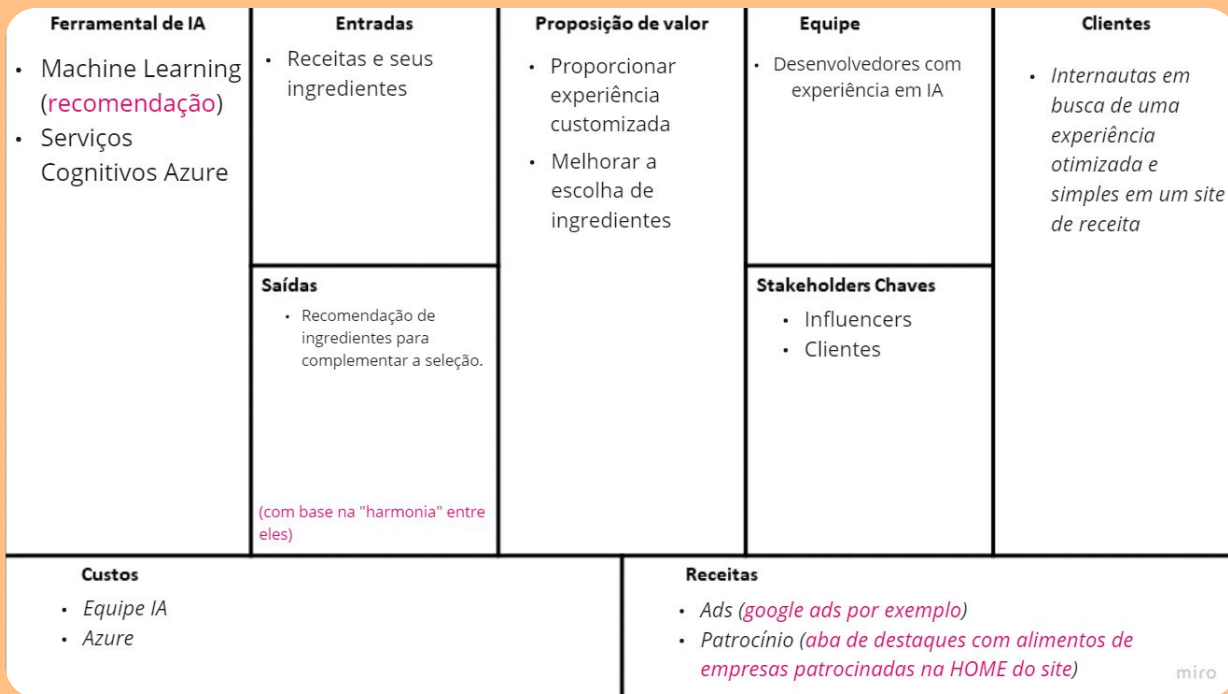 Ferramental de IA
• Machine Learning
(recomendação)
• Serviços
Cognitivos Azure
Entradas
• Receitas e seus
ingredientes
Saídas
• Recomendação de
ingredientes para
complementar a seleção.
(com base na "harmonia" entre
eles)
Proposição de valor
• Proporcionar
experiência
customizada
• Melhorar a
escolha de
ingredientes
Equipe
• Desenvolvedores com
experiência em IA
Stakeholders Chaves
• Influencers
• Clientes
Clientes
• Internautas em
busca de uma
experiência
otimizada e
simples em um site
de receita
Custos
• Equipe IA
• Azure
Receitas
• Ads (google ads por exemplo)
• Patrocínio (aba de destaques com alimentos de
empresas patrocinadas na HOME do site)
miro